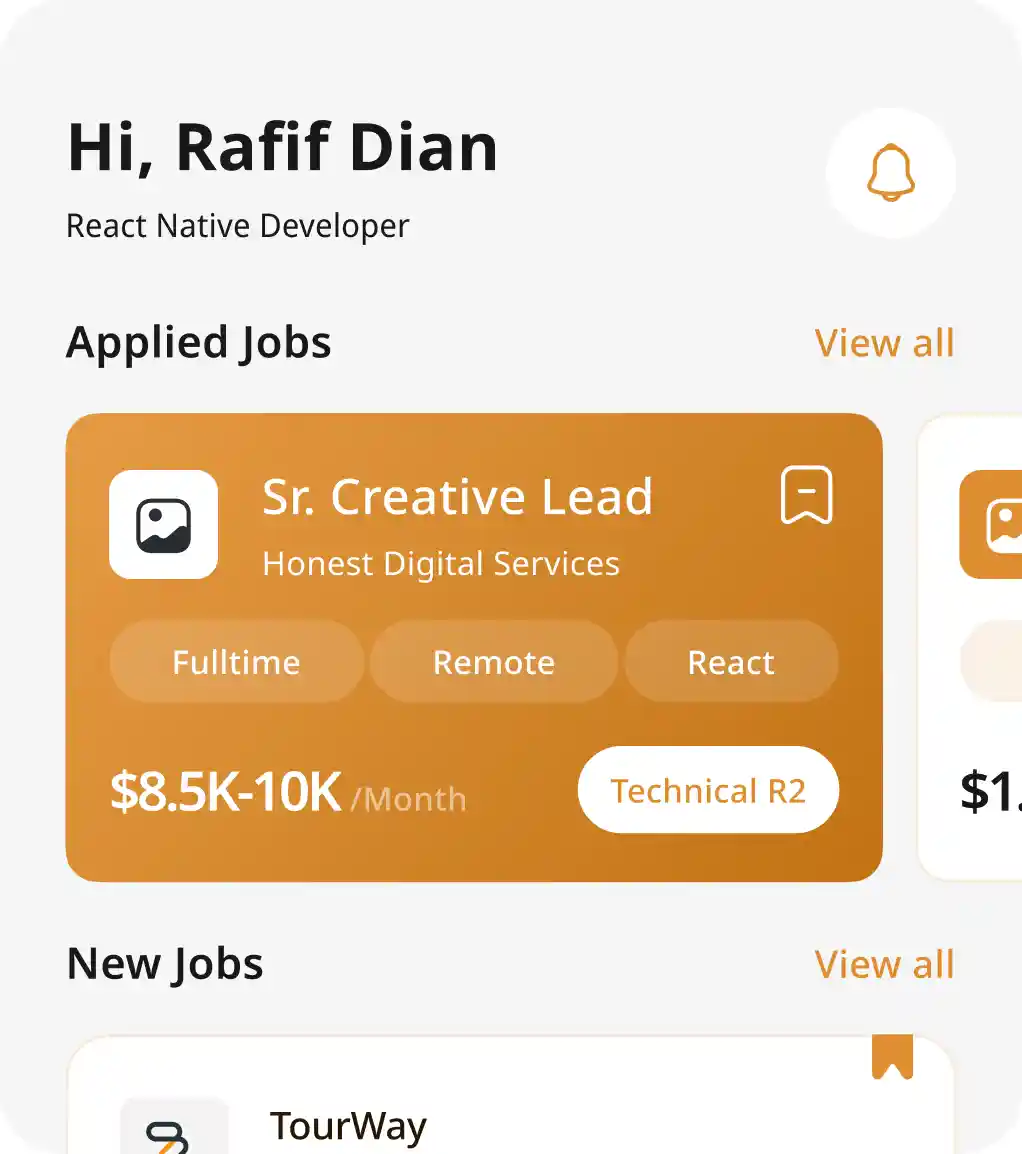 Hi, Rafif Dian
React Native Developer
Applied Jobs
View all
Sr. Creative Lead
Honest Digital Services
Fulltime
Remote
React
$8.5K-10K /Month
Technical R2
$1.
New Jobs
View all
TourWay